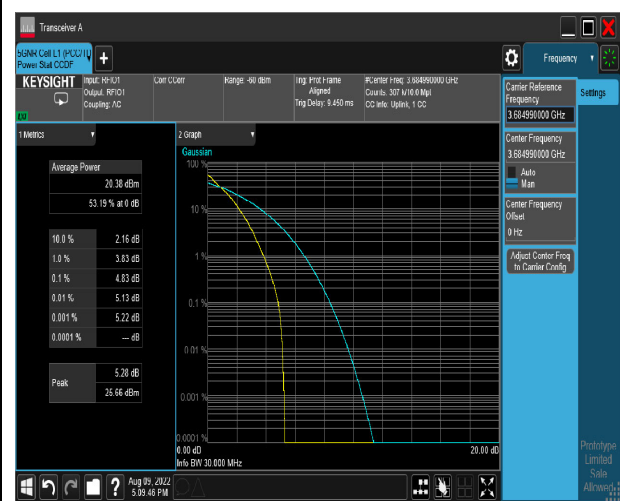 Transceiver A
5GNR Cell L1 (PCC/TU
Power Stat CCDF
Frequency
KEYSIGHT
Input: RFIO1
Output: RFIO1
Coupling: AC
Corr CCorr
Range: -60 dBm
Trig: Prot Frame
Aligned
Trig Delay: 9.450 ms
#Center Freq: 3.684990000 GHz
Counts: 307 k/10.0 Mpt
CC Info: Uplink, 1 CC
1 Metrics
Average Power
20.38 dBm
53.19 % at 0 dB
10.0 % 2.16 dB
1.0 % 3.83 dB
0.1 % 4.83 dB
0.01 % 5.13 dB
0.001 % 5.22 dB
0.0001 % --- dB
Peak
5.28 dB
25.66 dBm
2 Graph
Gaussian
100 %
10 %
1 %
0.1 %
0.01 %
0.001 %
0.0001 %
0.00 dB
20.00 dB
Info BW 30.000 MHz
Carrier Reference
Frequency
3.684990000 GHz
Center Frequency
3.684990000 GHz
Auto
Man
Center Frequency
Offset
0 Hz
Adjust Center Freq
to Carrier Config
Settings
Prototype
Limited
Sale
Allowed
?
Aug 09, 2022
5:09:46 PM